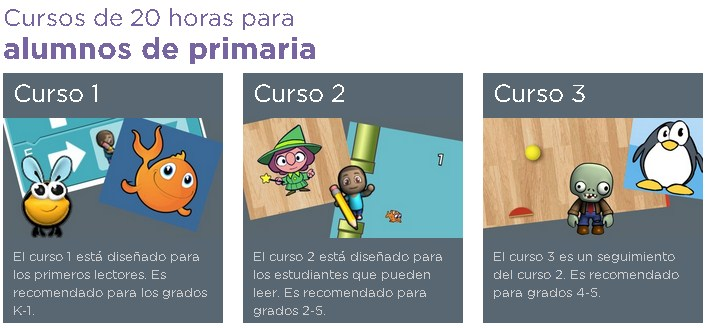 Cursos de 20 horas para
alumnos de primaria
Curso 1
El curso 1 está diseñado para
los primeros lectores. Es
recomendado para los grados
K-1.
Curso 2
1
El curso 2 está diseñado para
los estudiantes que pueden
leer. Es recomendado para
grados 2-5.
Curso 3
El curso 3 es un seguimiento
del curso 2. Es recomendado
para grados 4-5.